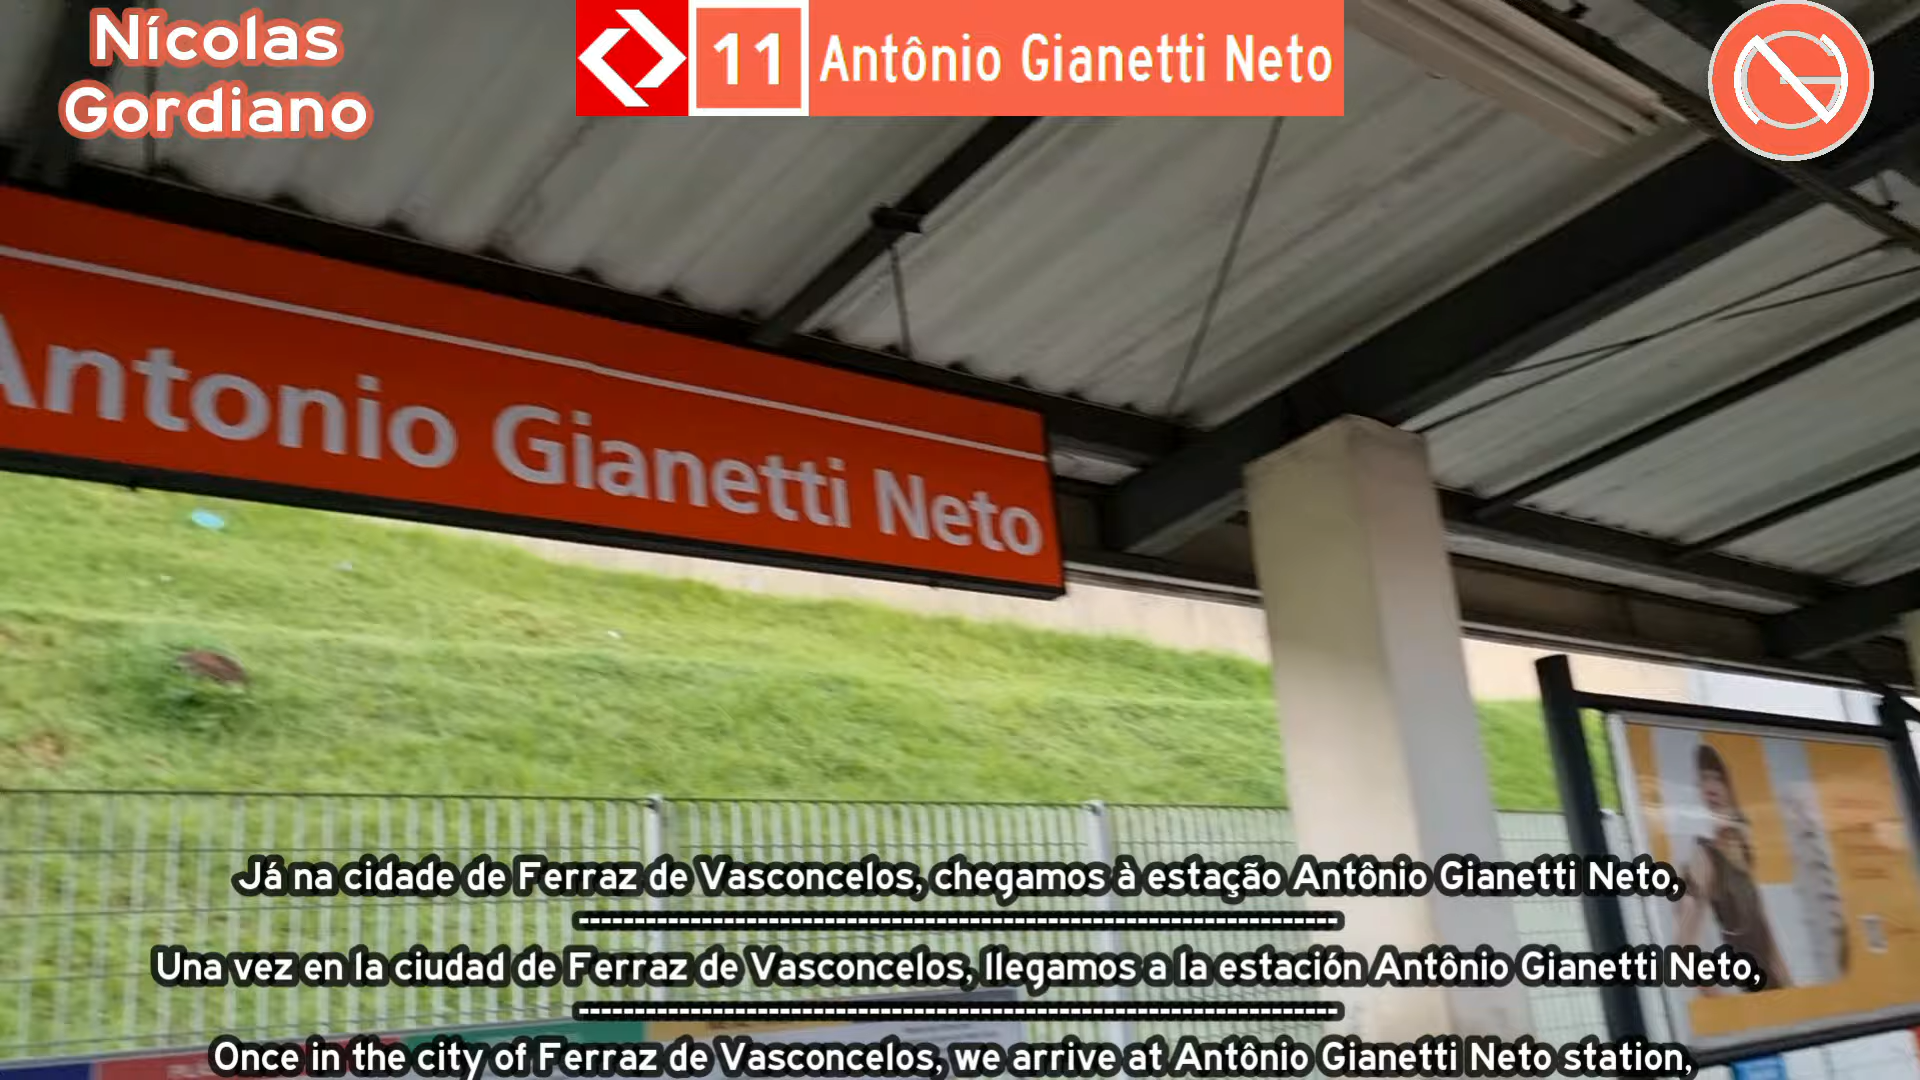 Nícolas
Gordiano
11 Antônio Gianetti Neto
Antonio Gianetti Neto
Já na cidade de Ferraz de Vasconcelos, chegamos à estação Antônio Gianetti Neto,
Una vez en la ciudad de Ferraz de Vasconcelos, llegamos a la estación Antônio Gianetti Neto,
Once in the city of Ferraz de Vasconcelos, we arrive at Antônio Gianetti Neto station,